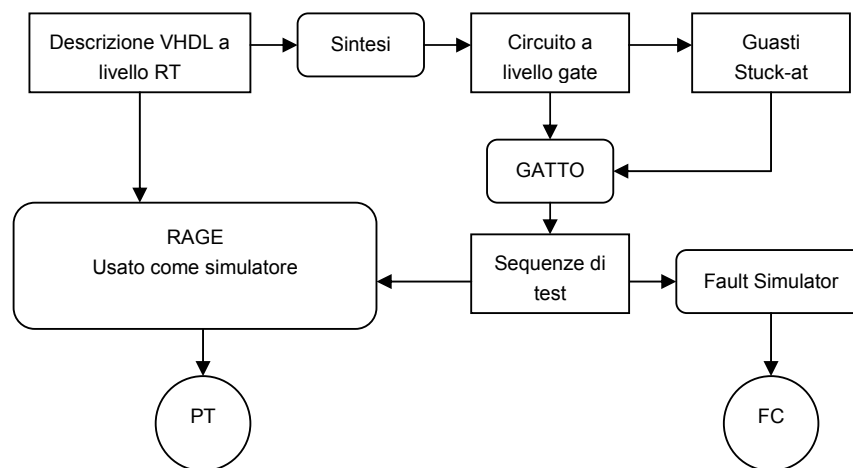 Descrizione VHDL a
livello RT
Sintesi
Circuito a
livello gate
Guasti
Stuck-at
GATTO
RAGE
Usato come simulatore
Sequenze di
test
Fault Simulator
PT
FC